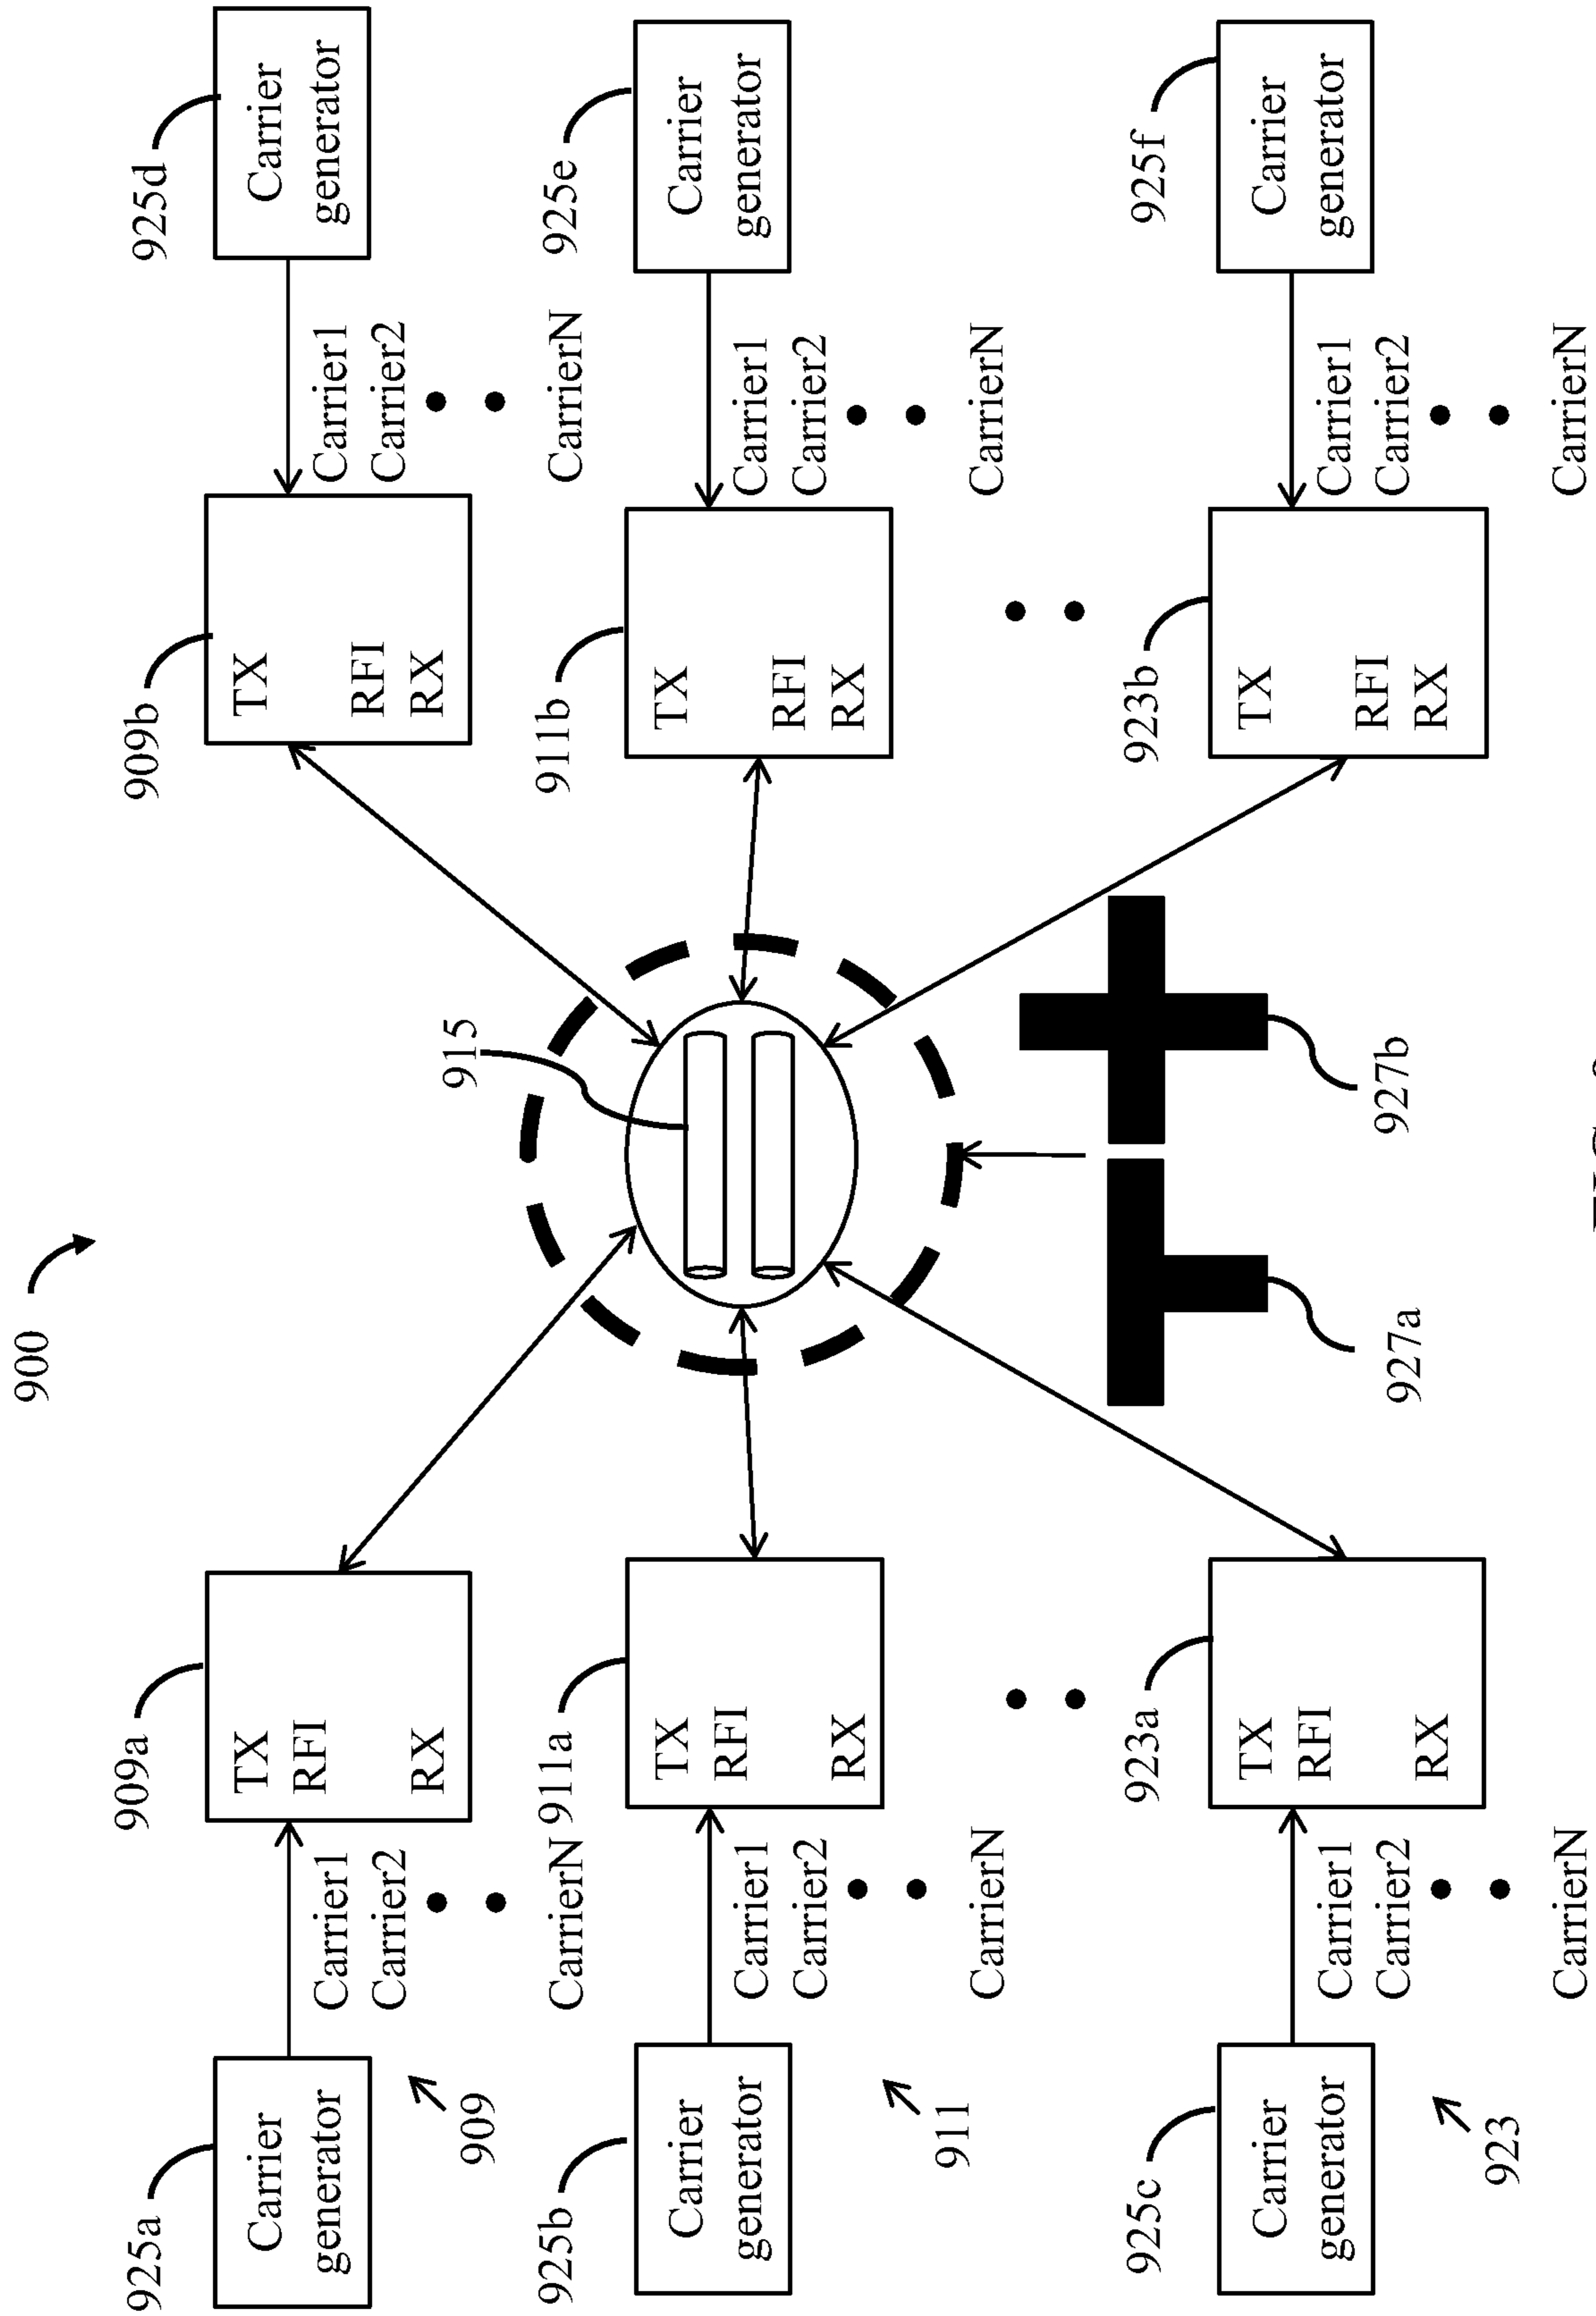 900
925a
909a
909b
925d
Carrier
generator
Carrier1
Carrier2
CarrierN
TX
RFI
RX
TX
RFI
RX
Carrier1
Carrier2
CarrierN
Carrier
generator
909
915
925b
911a
911b
925e
Carrier
generator
Carrier1
Carrier2
CarrierN
TX
RFI
RX
TX
RFI
RX
Carrier1
Carrier2
CarrierN
Carrier
generator
911
925c
923a
923b
925f
Carrier
generator
Carrier1
Carrier2
CarrierN
TX
RFI
RX
TX
RFI
RX
Carrier1
Carrier2
CarrierN
Carrier
generator
923
927a
927b